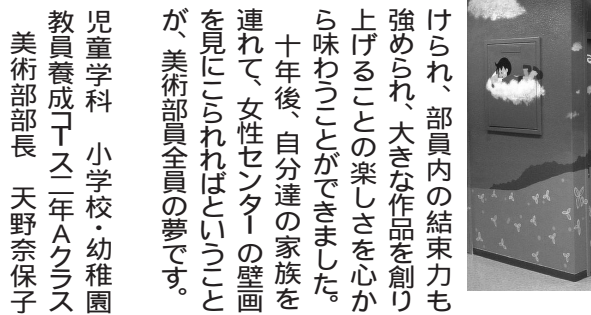 けられ、部員内の結束力も
強められ、大きな作品を創り
上げることの楽しさを心か
ら味わうことができました。
十年後、自分達の家族を
連れて、女性センターの壁画
を見にこられればということ
が、美術部員全員の夢です。
児童学科　小学校・幼稚園
教員養成コース二年Aクラス
美術部部長　天野奈保子